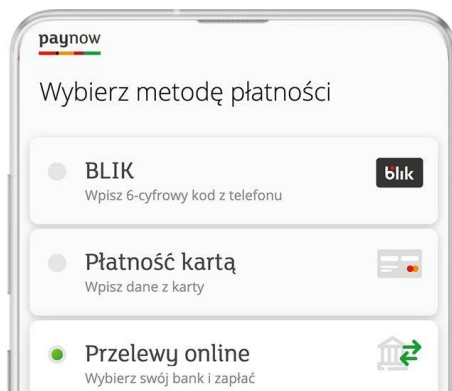 paynow
Wybierz metodę płatności
BLIK
blik
Wpisz 6-cyfrowy kod z telefonu
Płatność kartą
Wpisz dane z karty
Przelewy online
Wybierz swój bank i zapłać